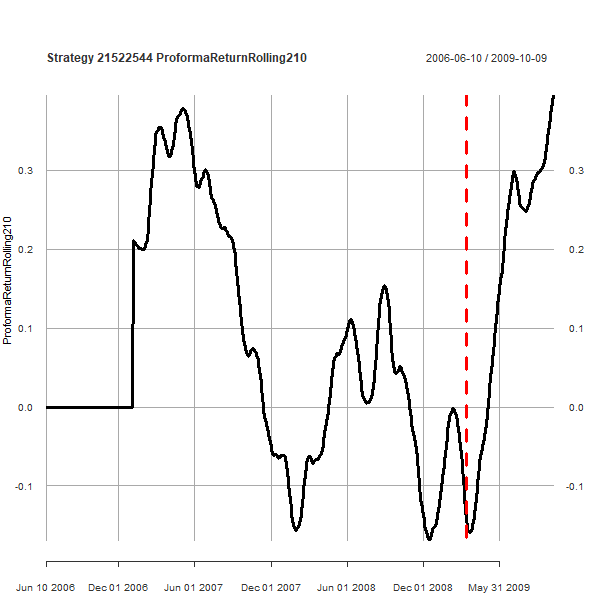 Strategy 21522544 ProformaReturnRolling210
2006-06-10 / 2009-10-09
ProformaReturnRolling210
0.3 0.3
0.2 0.2
0.1 0.1
0.0 0.0
-0.1 -0.1
Jun 10 2006 Dec 01 2006 Jun 01 2007 Dec 01 2007 Jun 01 2008 Dec 01 2008 May 31 2009